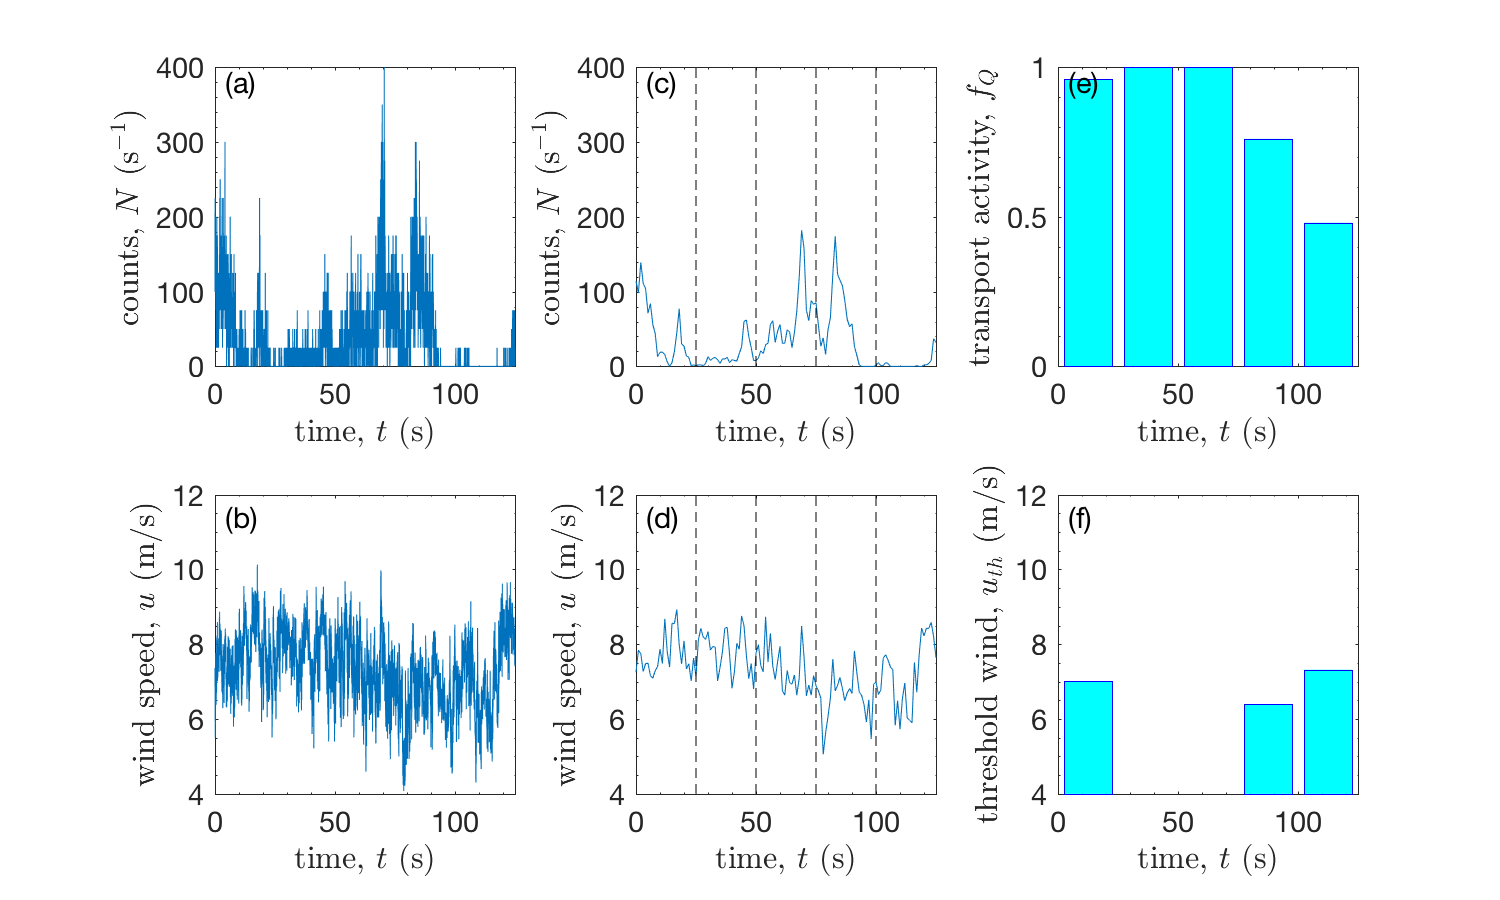 (a)
400
300
200
100
0
counts, N (s⁻¹)
0 50 100
time, t (s)
(c)
400
300
200
100
0
counts, N (s⁻¹)
0 50 100
time, t (s)
(e)
1
0.5
0
transport activity, f_Q
0 50 100
time, t (s)
(b)
12
10
8
6
4
wind speed, u (m/s)
0 50 100
time, t (s)
(d)
12
10
8
6
4
wind speed, u (m/s)
0 50 100
time, t (s)
(f)
12
10
8
6
4
threshold wind, u_th (m/s)
0 50 100
time, t (s)